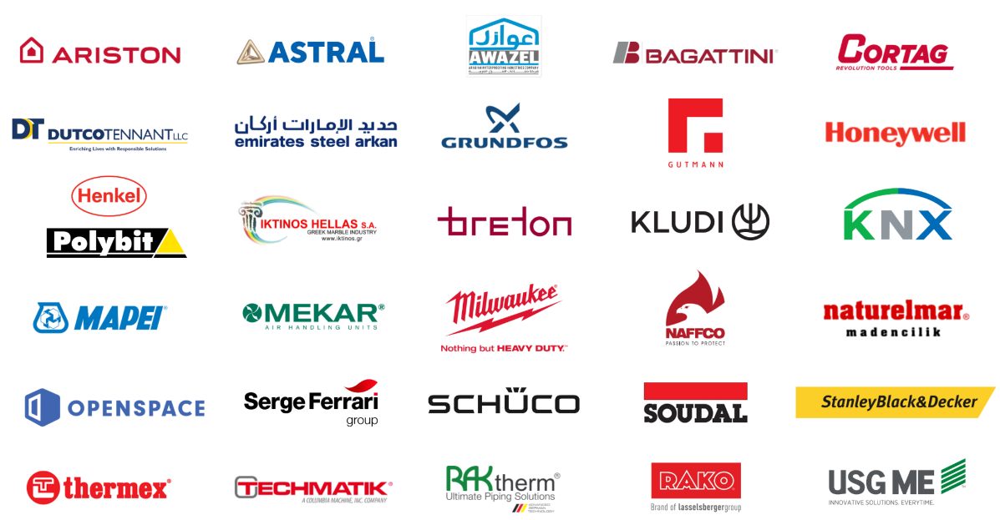 ARISTON
ASTRAL®
عوازل
AWAZEL
ARABIAN WATERPROOFING INDUSTRIES COMPANY
BAGATTINI®
CORTAG
REVOLUTION TOOLS
DT DUTCOTENNANT LLC
Enriching Lives with Responsible Solutions
حديد الإمارات أركان
emirates steel arkan
GRUNDFOS
GUTMANN
Honeywell
Henkel
Polybit
IKTINOS HELLAS S.A.
GREEK MARBLE INDUSTRY
www.iktinos.gr
breton
KLUDI
KNX
MAPEI®
MEKAR®
AIR HANDLING UNITS
Milwaukee®
Nothing but HEAVY DUTY.™
NAFFCO
PASSION TO PROTECT
naturelmar®
madencilik
OPENSPACE
Serge Ferrari
group
SCHÜCO
SOUDAL
StanleyBlack&Decker
thermex®
TECHMATIK®
A COLUMBIA MACHINE, INC. COMPANY
RAKtherm®
Ultimate Piping Solutions
ADVANCED
GERMAN
TECHNOLOGY
RAKO
Brand of lasselsbergergroup
USG ME™
INNOVATIVE SOLUTIONS. EVERYTIME.